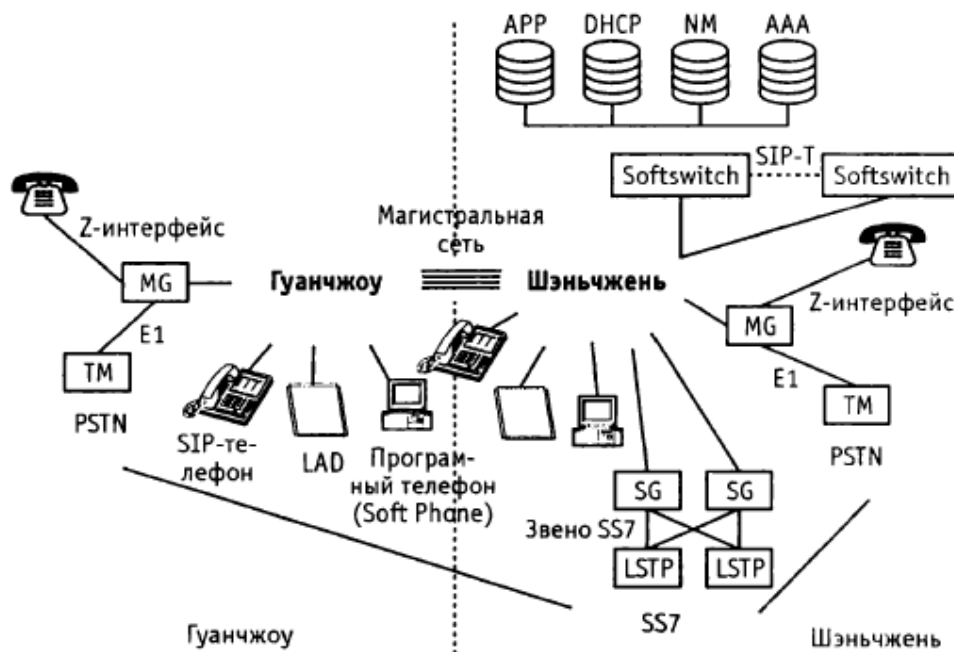 APP DHCP NM AAA
SIP-T
Softswitch Softswitch
Z-интерфейс
Магистральная
сеть
MG
Гуанчжоу Шэньчжень
Z-интерфейс
MG
E1
E1
TM
TM
PSTN
PSTN
SIP-те-
лефон
LAD
Програм-
ный телефон
(Soft Phone)
SG SG
Звено SS7
LSTP LSTP
SS7
Гуанчжоу
Шэньчжень